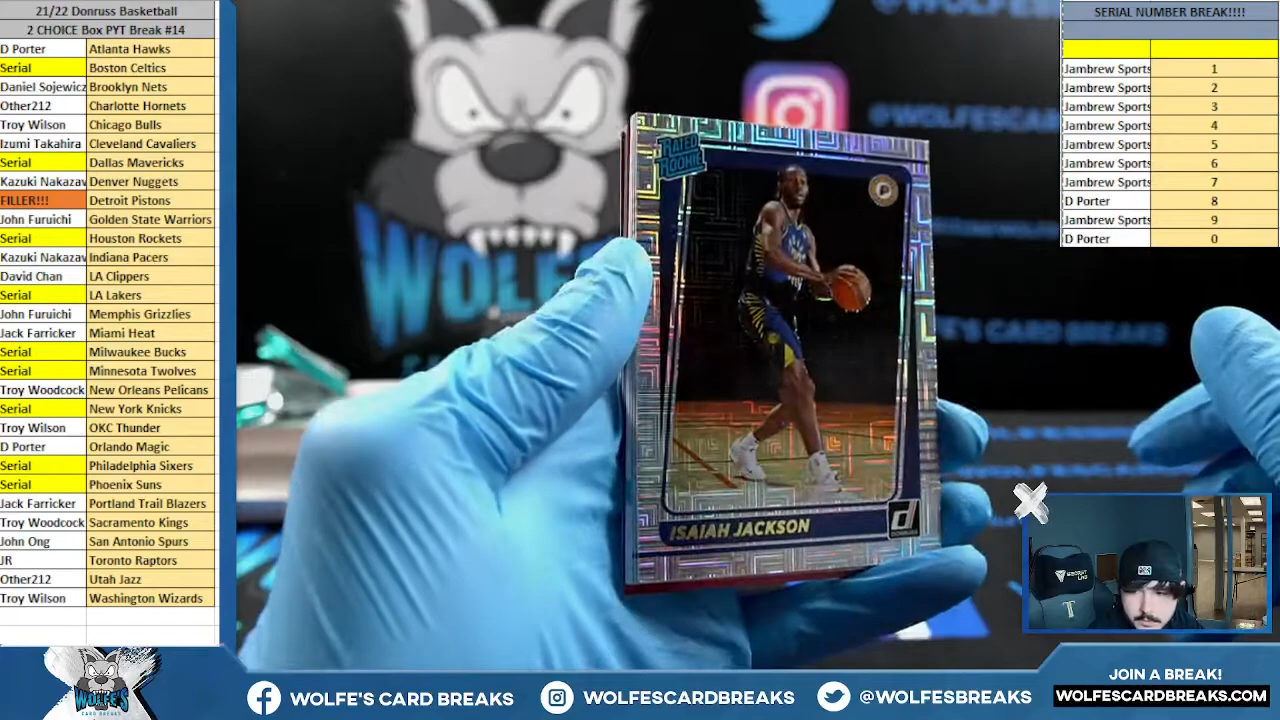 21/22 Donruss Basketball
2 CHOICE Box PYT Break #14
D Porter Atlanta Hawks
Serial Boston Celtics
Daniel Sojewicz Brooklyn Nets
Other212 Charlotte Hornets
Troy Wilson Chicago Bulls
Izumi Takahira Cleveland Cavaliers
Serial Dallas Mavericks
Kazuki Nakazav Denver Nuggets
FILLER!!! Detroit Pistons
John Furuichi Golden State Warriors
Serial Houston Rockets
Kazuki Nakazav Indiana Pacers
David Chan LA Clippers
Serial LA Lakers
John Furuichi Memphis Grizzlies
Jack Farricker Miami Heat
Serial Milwaukee Bucks
Serial Minnesota Twolves
Troy Woodcock New Orleans Pelicans
Serial New York Knicks
Troy Wilson OKC Thunder
D Porter Orlando Magic
Serial Philadelphia Sixers
Serial Phoenix Suns
Jack Farricker Portland Trail Blazers
Troy Woodcock Sacramento Kings
John Ong San Antonio Spurs
JR Toronto Raptors
Other212 Utah Jazz
Troy Wilson Washington Wizards
SERIAL NUMBER BREAK!!!!
Jambrew Sports 1
Jambrew Sports 2
Jambrew Sports 3
Jambrew Sports 4
Jambrew Sports 5
Jambrew Sports 6
Jambrew Sports 7
D Porter 8
Jambrew Sports 9
D Porter 0
RATED
ROOKIE
P
ISAIAH JACKSON
d
DONRUSS
WOLFE'S
CARD BREAKS
WOLFE'S CARD BREAKS
WOLFESCARDBREAKS
@WOLFESBREAKS
JOIN A BREAK!
WOLFESCARDBREAKS.COM